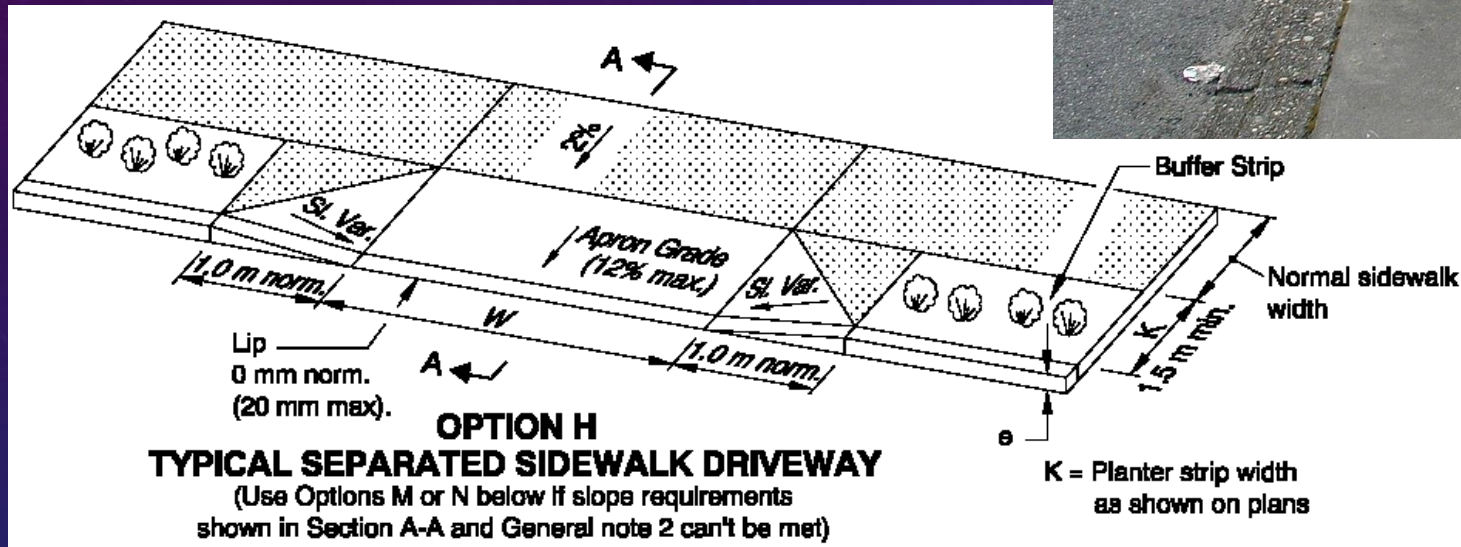 A
2%
Buffer Strip
Sl. Var.
Apron Grade
(12% max.)
Sl. Var.
Normal sidewalk
width
1.0 m norm.
W
K
1.5 m min.
Lip
0 mm norm.
(20 mm max).
A
1.0 m norm.
e
OPTION H
TYPICAL SEPARATED SIDEWALK DRIVEWAY
(Use Options M or N below if slope requirements
shown in Section A-A and General note 2 can't be met)
K = Planter strip width
as shown on plans